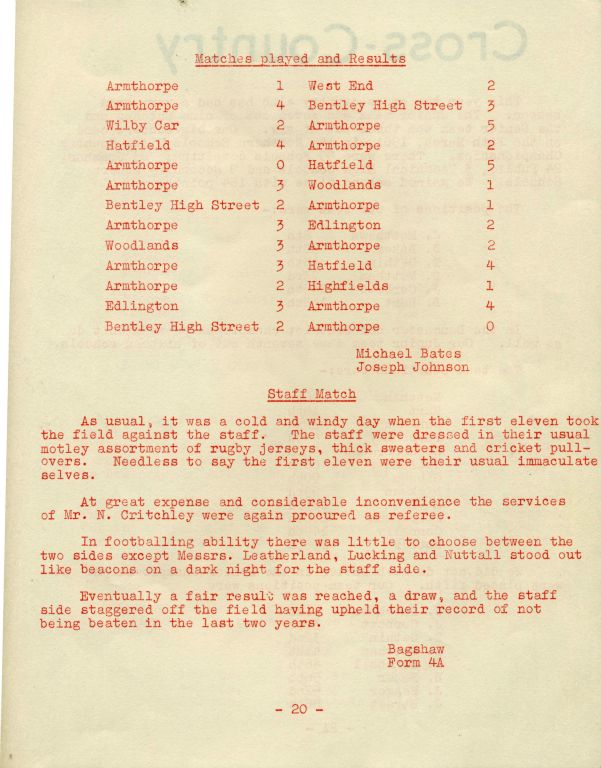 Matches played and Results
Armthorpe 1 West End 2
Armthorpe 4 Bentley High Street 3
Wilby Car 2 Armthorpe 5
Hatfield 4 Armthorpe 2
Armthorpe 0 Hatfield 5
Armthorpe 3 Woodlands 1
Bentley High Street 2 Armthorpe 1
Armthorpe 3 Edlington 2
Woodlands 3 Armthorpe 2
Armthorpe 3 Hatfield 4
Armthorpe 2 Highfields 1
Edlington 3 Armthorpe 4
Bentley High Street 2 Armthorpe 0
Michael Bates
Joseph Johnson
Staff Match
As usual, it was a cold and windy day when the first eleven took
the field against the staff. The staff were dressed in their usual
motley assortment of rugby jerseys, thick sweaters and cricket pull-
overs. Needless to say the first eleven were their usual immaculate
selves.
At great expense and considerable inconvenience the services
of Mr. N. Critchley were again procured as referee.
In footballing ability there was little to choose between the
two sides except Messrs. Leatherland, Lucking and Nuttall stood out
like beacons on a dark night for the staff side.
Eventually a fair result was reached, a draw, and the staff
side staggered off the field having upheld their record of not
being beaten in the last two years.
Bagshaw
Form 4A
- 20 -